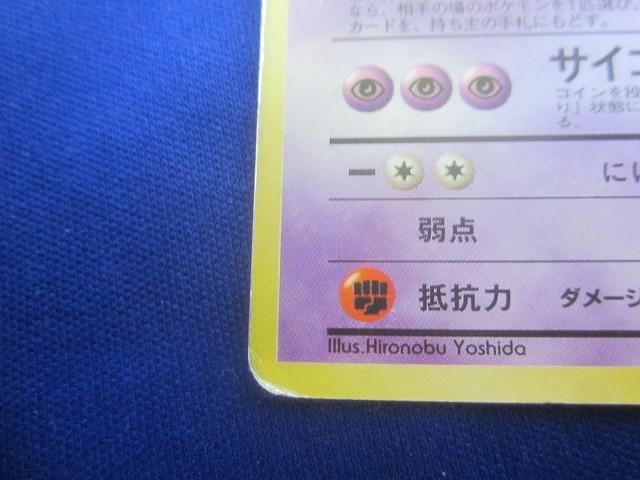 なら、相手の場のポケモンを1匹選び、
カードを、持ち主の手札にもどす。
サイコ
コインを投
り」状態に
る。
にげ
弱点
抵抗力 ダメージ
Illus.Hironobu Yoshida